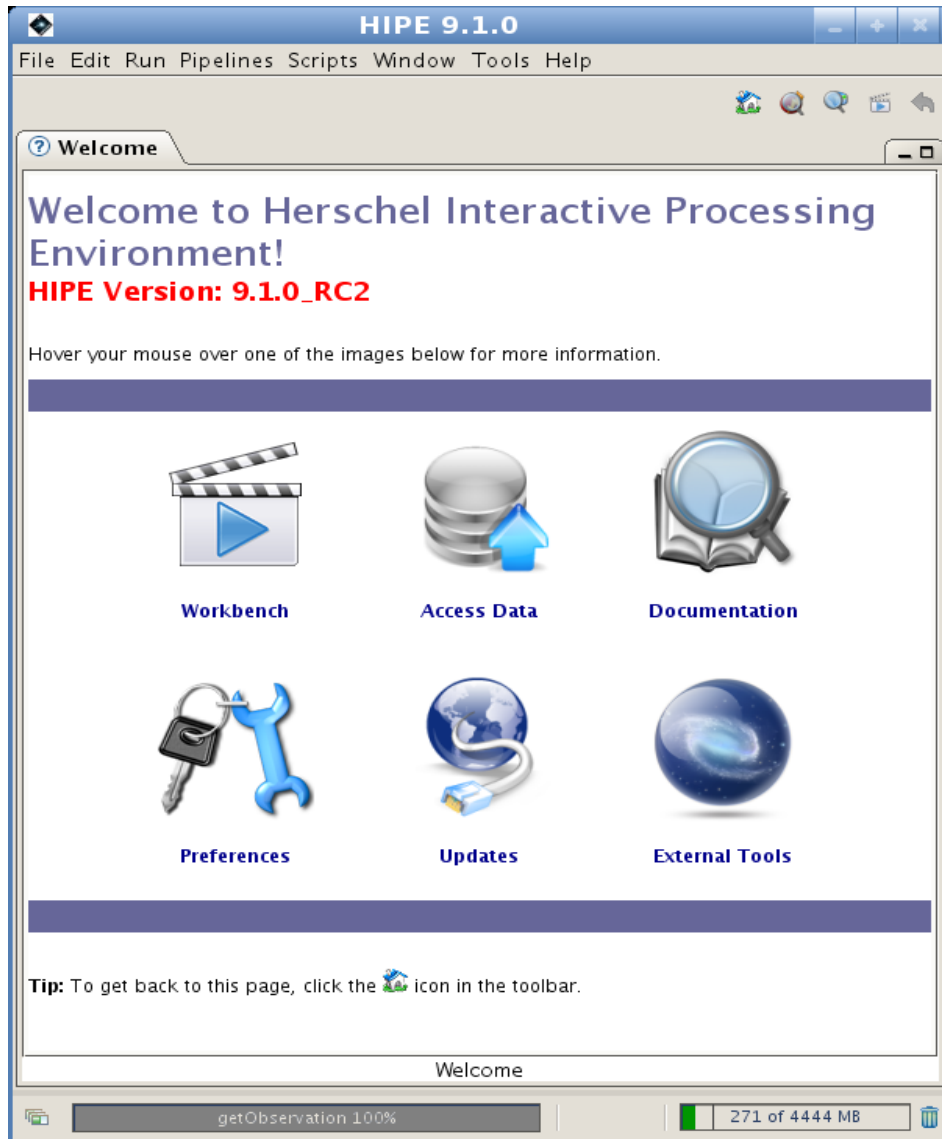 HIPE 9.1.0
File Edit Run Pipelines Scripts Window Tools Help
Welcome
Welcome to Herschel Interactive Processing
Environment!
HIPE Version: 9.1.0_RC2
Hover your mouse over one of the images below for more information.
Workbench Access Data Documentation
Preferences Updates External Tools
Tip: To get back to this page, click the icon in the toolbar.
Welcome
getObservation 100% 271 of 4444 MB